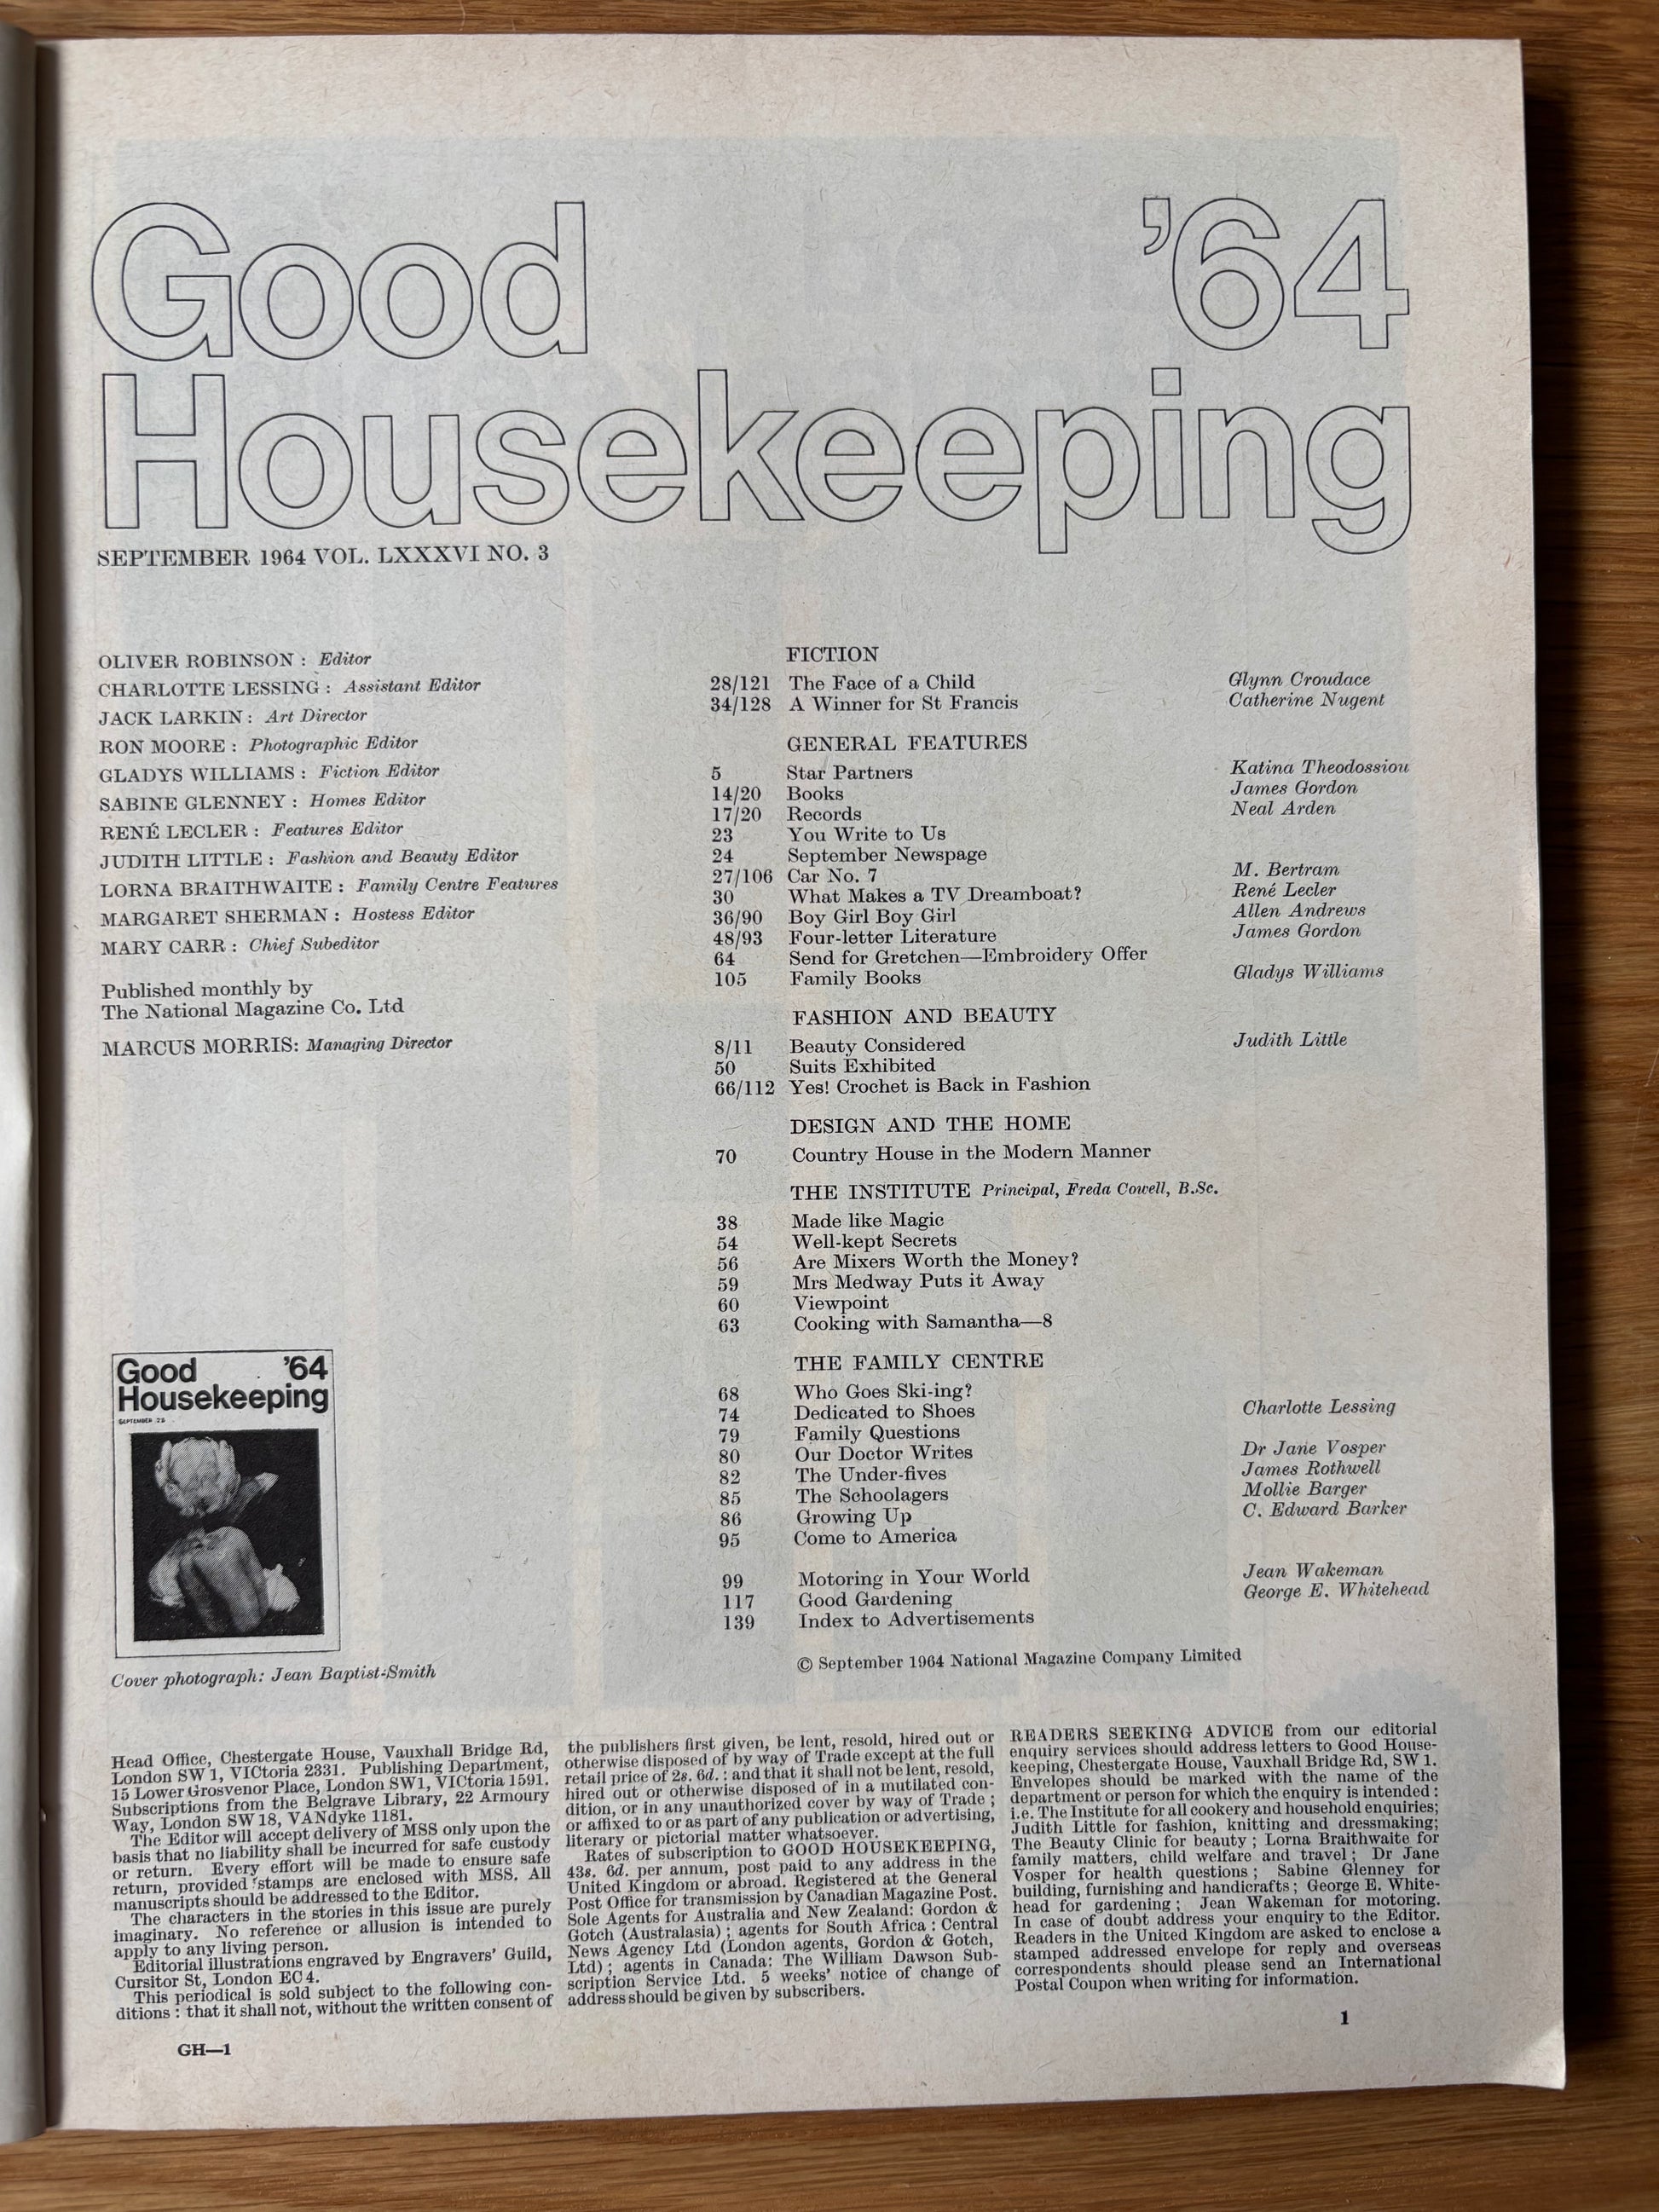 Good '64
Housekeeping
SEPTEMBER 1964 VOL. LXXXVI NO. 3
OLIVER ROBINSON : Editor
CHARLOTTE LESSING : Assistant Editor
JACK LARKIN : Art Director
RON MOORE : Photographic Editor
GLADYS WILLIAMS : Fiction Editor
SABINE GLENNEY : Homes Editor
RENÉ LECLER : Features Editor
JUDITH LITTLE : Fashion and Beauty Editor
LORNA BRAITHWAITE : Family Centre Features
MARGARET SHERMAN : Hostess Editor
MARY CARR : Chief Subeditor
Published monthly by
The National Magazine Co. Ltd
MARCUS MORRIS: Managing Director
FICTION
28/121 The Face of a Child Glynn Croudace
34/128 A Winner for St Francis Catherine Nugent
GENERAL FEATURES
5 Star Partners Katina Theodossiou
14/20 Books James Gordon
17/20 Records Neal Arden
23 You Write to Us
24 September Newspage
27/106 Car No. 7 M. Bertram
30 What Makes a TV Dreamboat? René Lecler
36/90 Boy Girl Boy Girl Allen Andrews
48/93 Four-letter Literature James Gordon
64 Send for Gretchen—Embroidery Offer
105 Family Books Gladys Williams
FASHION AND BEAUTY
8/11 Beauty Considered Judith Little
50 Suits Exhibited
66/112 Yes! Crochet is Back in Fashion
DESIGN AND THE HOME
70 Country House in the Modern Manner
THE INSTITUTE Principal, Freda Cowell, B.Sc.
38 Made like Magic
54 Well-kept Secrets
56 Are Mixers Worth the Money?
59 Mrs Medway Puts it Away
60 Viewpoint
63 Cooking with Samantha—8
THE FAMILY CENTRE
68 Who Goes Ski-ing?
74 Dedicated to Shoes Charlotte Lessing
79 Family Questions
80 Our Doctor Writes Dr Jane Vosper
82 The Under-fives James Rothwell
85 The Schoolagers Mollie Barger
86 Growing Up C. Edward Barker
95 Come to America
99 Motoring in Your World Jean Wakeman
117 Good Gardening George E. Whitehead
139 Index to Advertisements
© September 1964 National Magazine Company Limited
Good '64
Housekeeping
SEPTEMBER 2/6
Cover photograph: Jean Baptist-Smith
Head Office, Chestergate House, Vauxhall Bridge Rd,
London SW 1, VICtoria 2331. Publishing Department,
15 Lower Grosvenor Place, London SW1, VICtoria 1591.
Subscriptions from the Belgrave Library, 22 Armoury
Way, London SW 18, VANdyke 1181.
The Editor will accept delivery of MSS only upon the
basis that no liability shall be incurred for safe custody
or return. Every effort will be made to ensure safe
return, provided stamps are enclosed with MSS. All
manuscripts should be addressed to the Editor.
The characters in the stories in this issue are purely
imaginary. No reference or allusion is intended to
apply to any living person.
Editorial illustrations engraved by Engravers' Guild,
Cursitor St, London EC 4.
This periodical is sold subject to the following con-
ditions : that it shall not, without the written consent of
the publishers first given, be lent, resold, hired out or
otherwise disposed of by way of Trade except at the full
retail price of 2s. 6d. : and that it shall not be lent, resold,
hired out or otherwise disposed of in a mutilated con-
dition, or in any unauthorized cover by way of Trade ;
or affixed to or as part of any publication or advertising,
literary or pictorial matter whatsoever.
Rates of subscription to GOOD HOUSEKEEPING,
43s. 6d. per annum, post paid to any address in the
United Kingdom or abroad. Registered at the General
Post Office for transmission by Canadian Magazine Post.
Sole Agents for Australia and New Zealand: Gordon &
Gotch (Australasia) ; agents for South Africa : Central
News Agency Ltd (London agents, Gordon & Gotch,
Ltd) ; agents in Canada: The William Dawson Sub-
scription Service Ltd. 5 weeks' notice of change of
address should be given by subscribers.
READERS SEEKING ADVICE from our editorial
enquiry services should address letters to Good House-
keeping, Chestergate House, Vauxhall Bridge Rd, SW 1.
Envelopes should be marked with the name of the
department or person for which the enquiry is intended :
i.e. The Institute for all cookery and household enquiries;
Judith Little for fashion, knitting and dressmaking;
The Beauty Clinic for beauty ; Lorna Braithwaite for
family matters, child welfare and travel ; Dr Jane
Vosper for health questions ; Sabine Glenney for
building, furnishing and handicrafts ; George E. White-
head for gardening ; Jean Wakeman for motoring.
In case of doubt address your enquiry to the Editor.
Readers in the United Kingdom are asked to enclose a
stamped addressed envelope for reply and overseas
correspondents should please send an International
Postal Coupon when writing for information.
GH—1
1